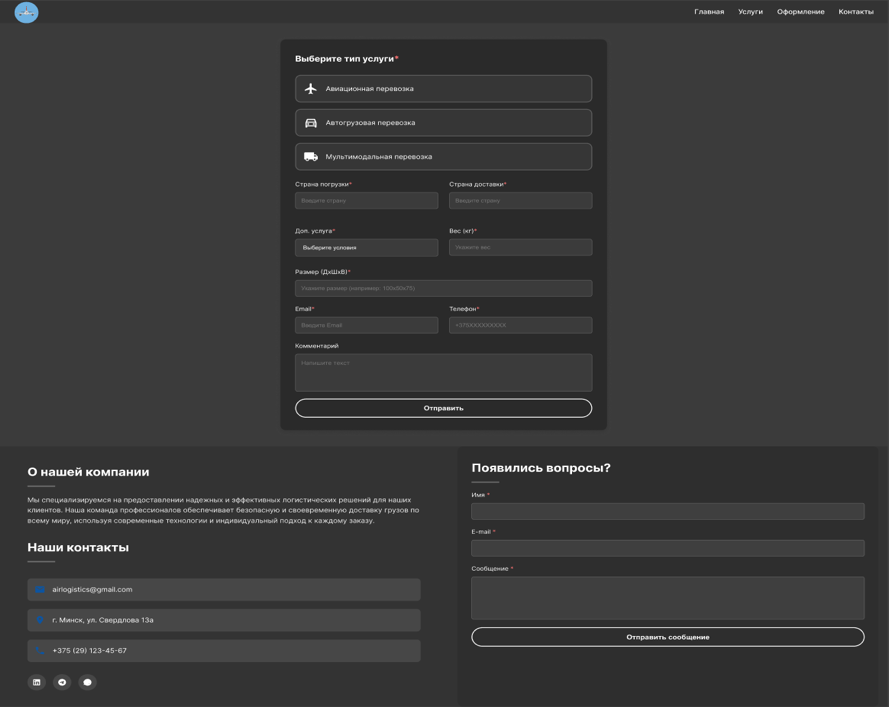 Главная Услуги Оформление Контакты
Выберите тип услуги*
Авиационная перевозка
Автогрузовая перевозка
Мультимодальная перевозка
Страна погрузки* Страна доставки*
Введите страну Введите страну
Доп. услуга* Вес (кг)*
Выберите условия Укажите вес
Размер (ДхШхВ)*
Укажите размер (например: 130x50x75)
Email* Телефон*
Введите Email +375XXXXXXXXX
Комментарий
Напишите текст
Отправить
О нашей компании
Мы специализируемся на предоставлении надежных и эффективных логистических решений для наших
клиентов. Наша команда профессионалов обеспечивает безопасную и своевременную доставку грузов по
всему миру, используя современные технологии и индивидуальный подход к каждому заказу.
Наши контакты
airlogistics@gmail.com
г. Минск, ул. Свердлова 13а
+375 (29) 123-45-67
Появились вопросы?
Имя *
E-mail *
Сообщение *
Отправить сообщение